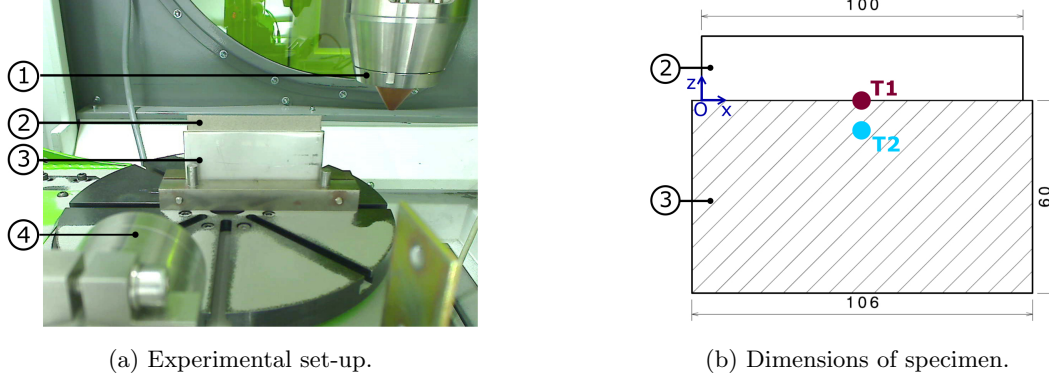 100
1
2
3
4
2
z
O
x
T1
T2
3
60
106
(a) Experimental set-up.
(b) Dimensions of specimen.